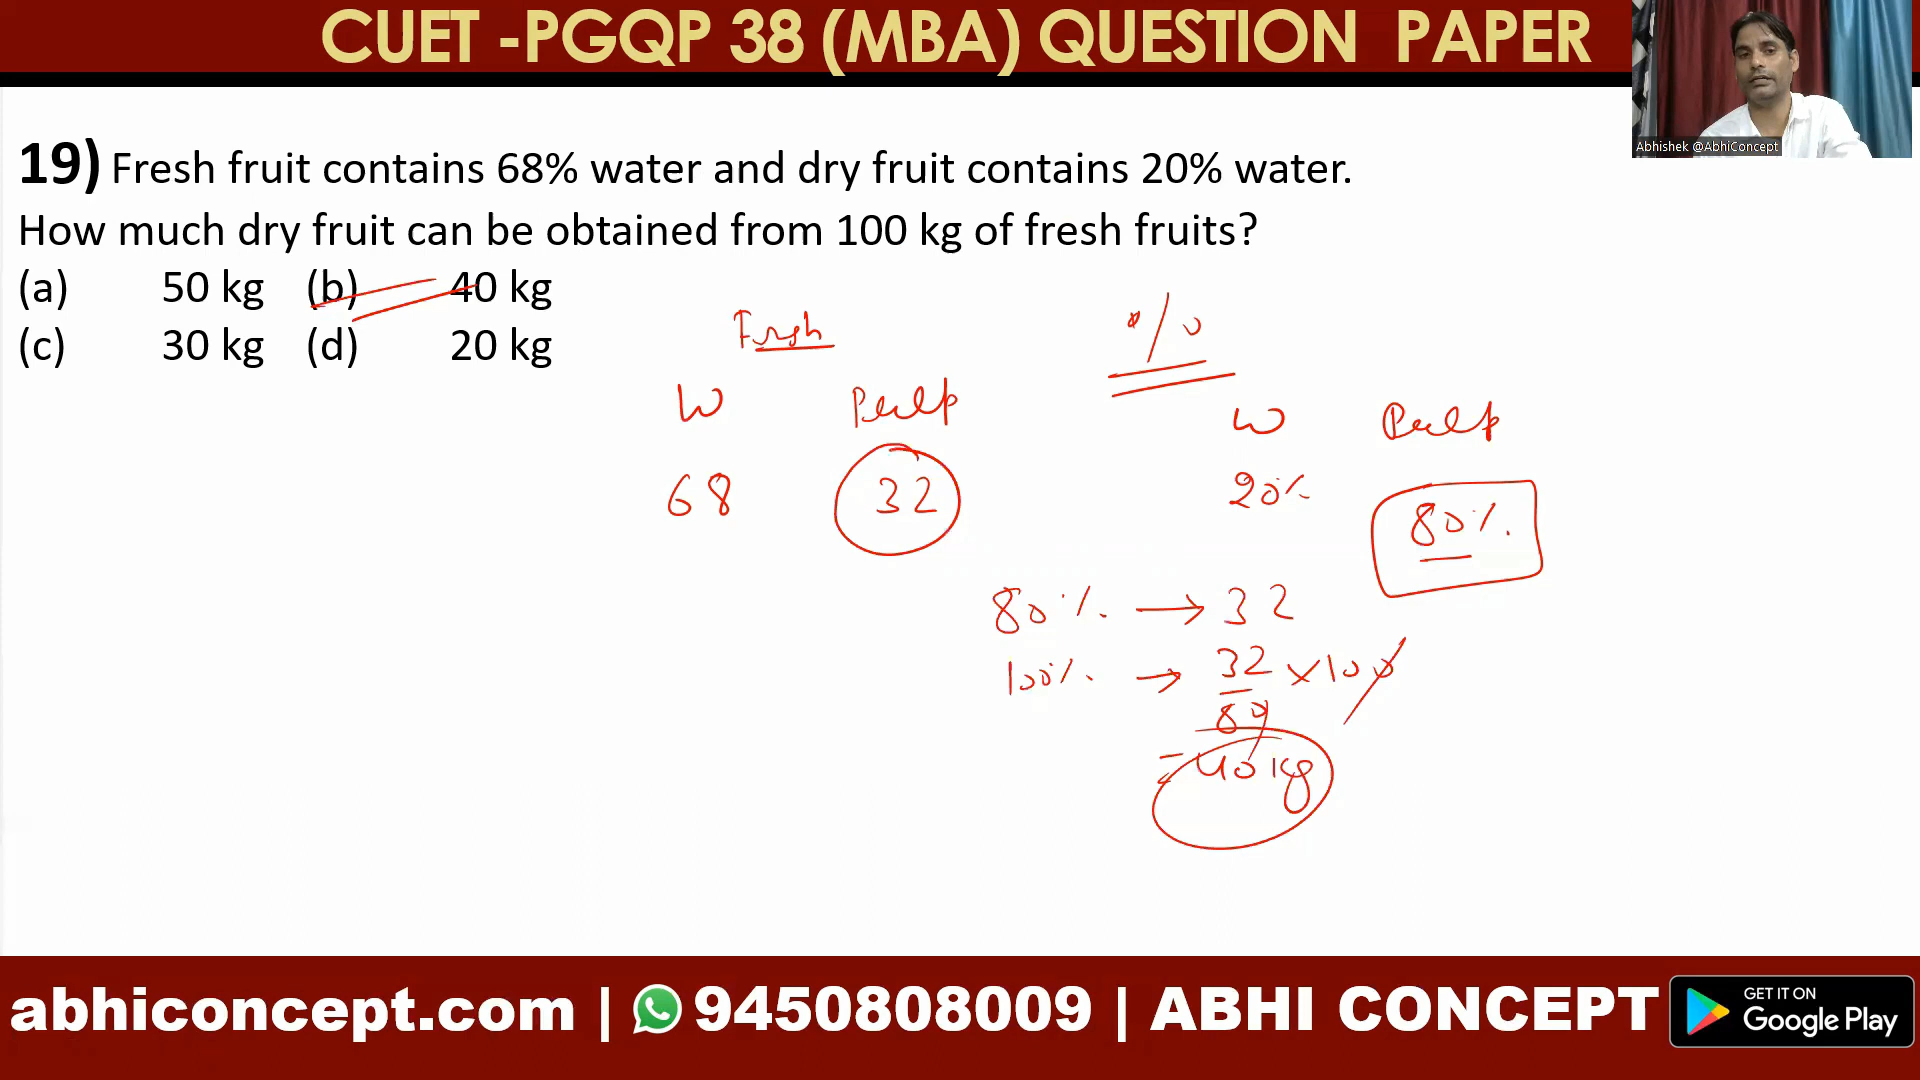 CUET -PGQP 38 (MBA) QUESTION PAPER
Abhishek @AbhiConcept
19) Fresh fruit contains 68% water and dry fruit contains 20% water.
How much dry fruit can be obtained from 100 kg of fresh fruits?
(a) 50 kg (b) 40 kg
(c) 30 kg (d) 20 kg
Fresh
%
W Pulp
W Pulp
68 32
20% 80%
80% → 32
100% → 32 × 100
80
= 40 Kg
abhiconcept.com | 9450808009 | ABHI CONCEPT
GET IT ON
Google Play